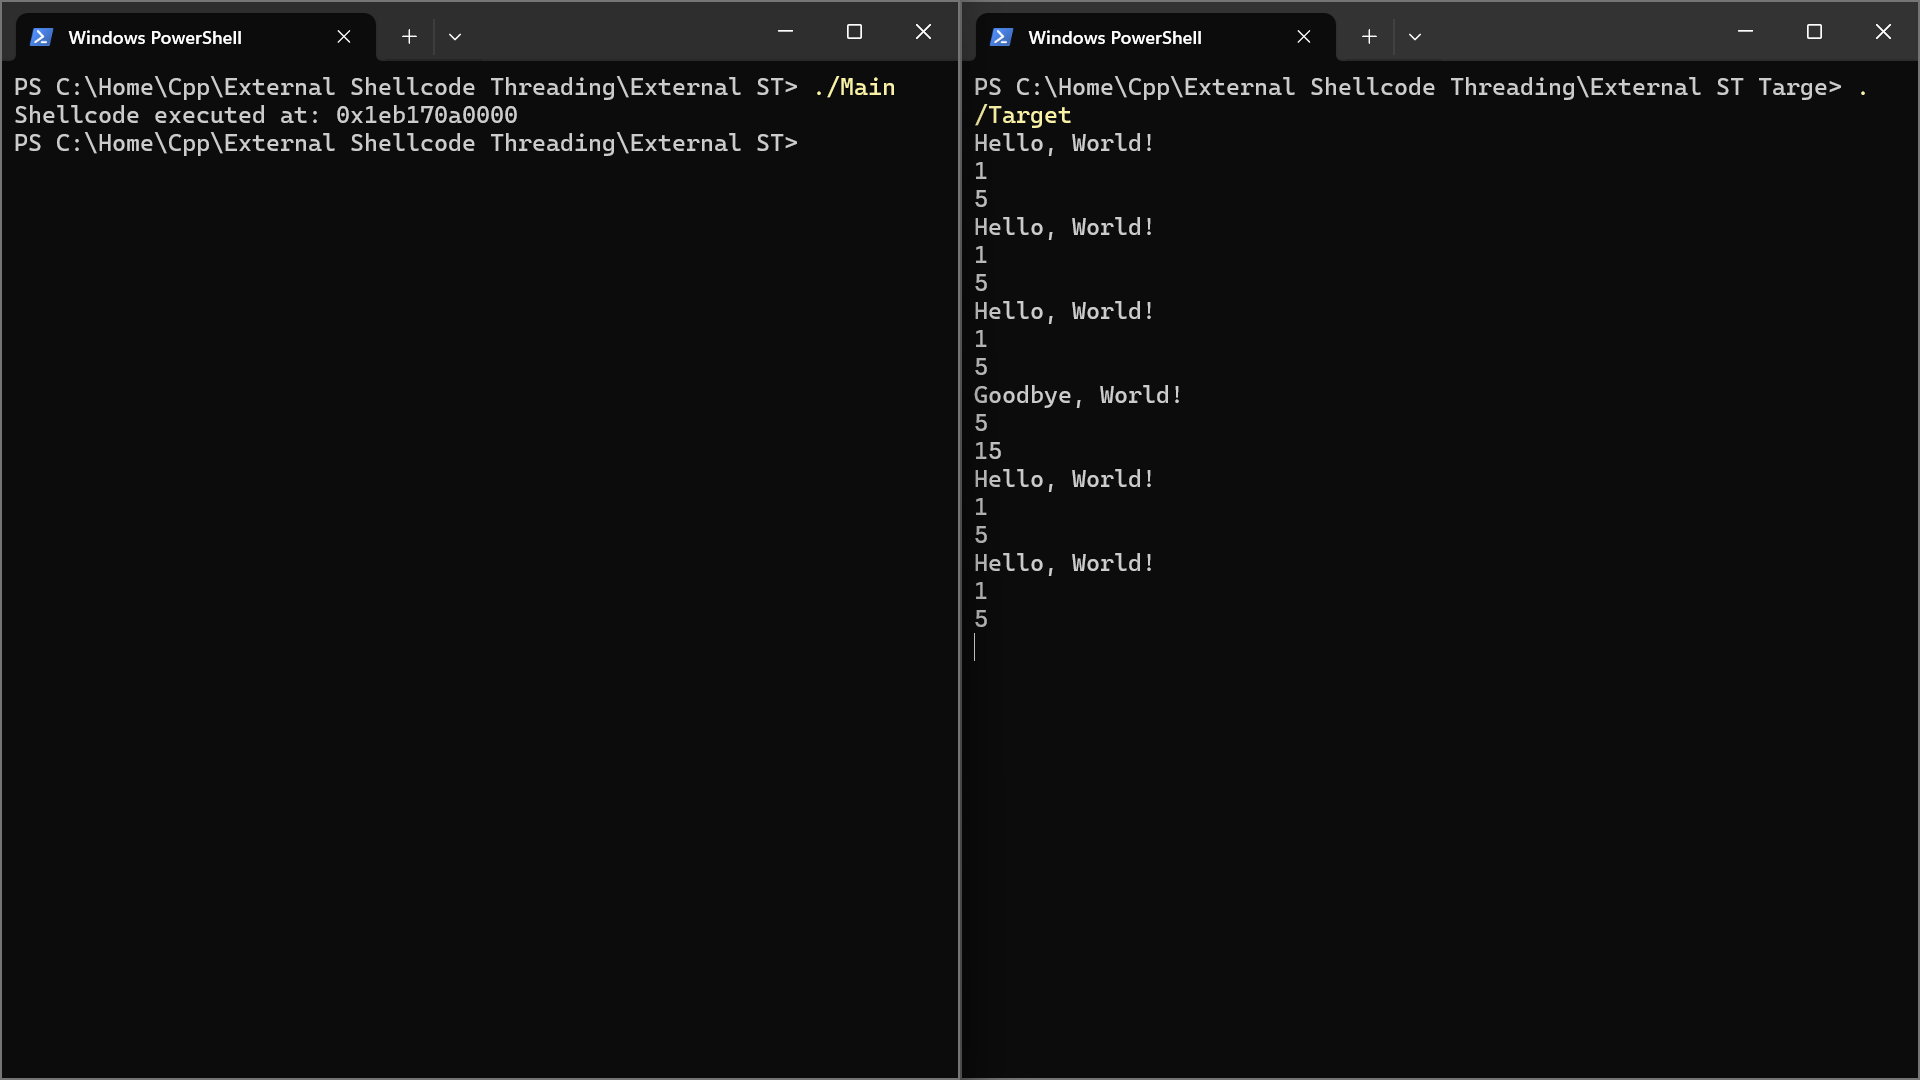 Windows PowerShell
PS C:\Home\Cpp\External Shellcode Threading\External ST> ./Main
Shellcode executed at: 0x1eb170a0000
PS C:\Home\Cpp\External Shellcode Threading\External ST>
Windows PowerShell
PS C:\Home\Cpp\External Shellcode Threading\External ST Targe> .
/Target
Hello, World!
1
5
Hello, World!
1
5
Hello, World!
1
5
Goodbye, World!
5
15
Hello, World!
1
5
Hello, World!
1
5